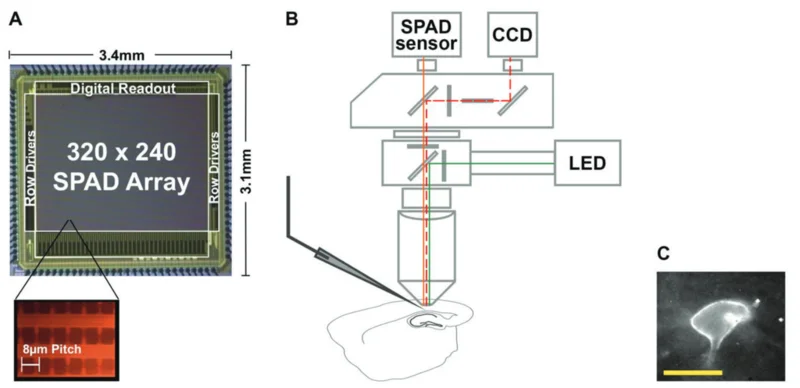 A
3.4mm
Digital Readout
Row Drivers
320 x 240
SPAD Array
Row Drivers
3.1mm
8µm Pitch
B
SPAD
sensor
CCD
LED
C